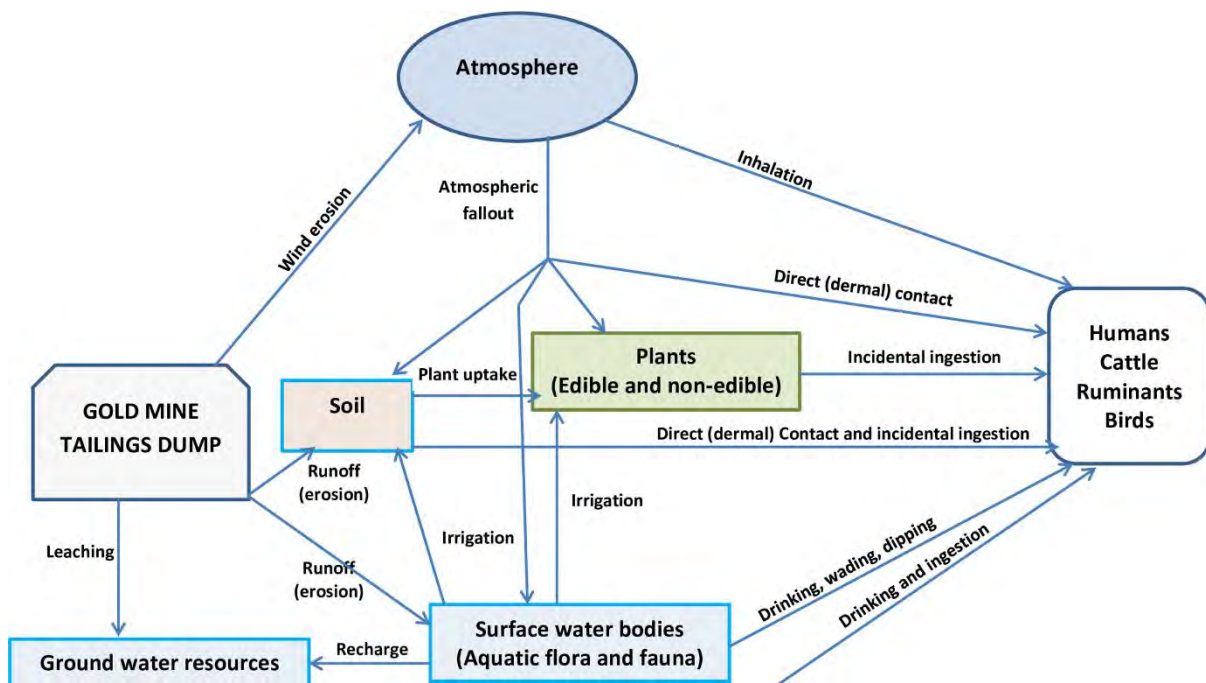 Atmosphere
Inhalation
Atmospheric
fallout
Wind erosion
Direct (dermal) contact
Humans
Cattle
Ruminants
Birds
Plants
(Edible and non-edible)
Incidental ingestion
Plant uptake
Soil
GOLD MINE
TAILINGS DUMP
Direct (dermal) Contact and incidental ingestion
Runoff
(erosion)
Irrigation
Irrigation
Leaching
Runoff
(erosion)
Drinking, wading, dipping
Drinking and ingestion
Surface water bodies
(Aquatic flora and fauna)
Recharge
Ground water resources